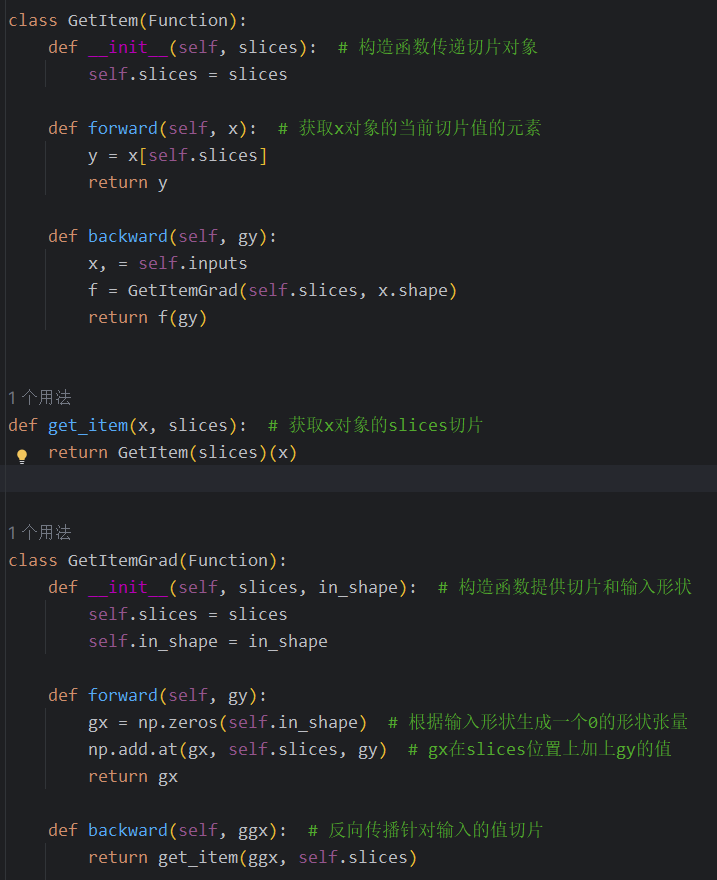 class GetItem(Function):
    def __init__(self, slices):  # 构造函数传递切片对象
        self.slices = slices
    def forward(self, x):  # 获取x对象的当前切片值的元素
        y = x[self.slices]
        return y
    def backward(self, gy):
        x, = self.inputs
        f = GetItemGrad(self.slices, x.shape)
        return f(gy)
1 个用法
def get_item(x, slices):  # 获取x对象的slices切片
    return GetItem(slices)(x)
1 个用法
class GetItemGrad(Function):
    def __init__(self, slices, in_shape):  # 构造函数提供切片和输入形状
        self.slices = slices
        self.in_shape = in_shape
    def forward(self, gy):
        gx = np.zeros(self.in_shape)  # 根据输入形状生成一个0的形状张量
        np.add.at(gx, self.slices, gy)  # gx在slices位置上加上gy的值
        return gx
    def backward(self, ggx):  # 反向传播针对输入的值切片
        return get_item(ggx, self.slices)